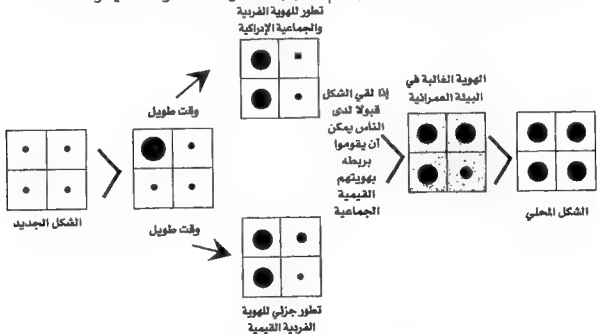 تطور للهوية الفردية
والجماعية الإدراكية
إذا لقي الشكل
قبولا لدى
الناس يمكن
أن يقوموا
بربطه
بهويتهم
القيمية
الجماعية
الهوية الغالبة في
البيئة العمرانية
وقت طويل
الشكل الجديد
وقت طويل
الشكل المحلي
تطور جزئي للهوية
الفردية القيمية